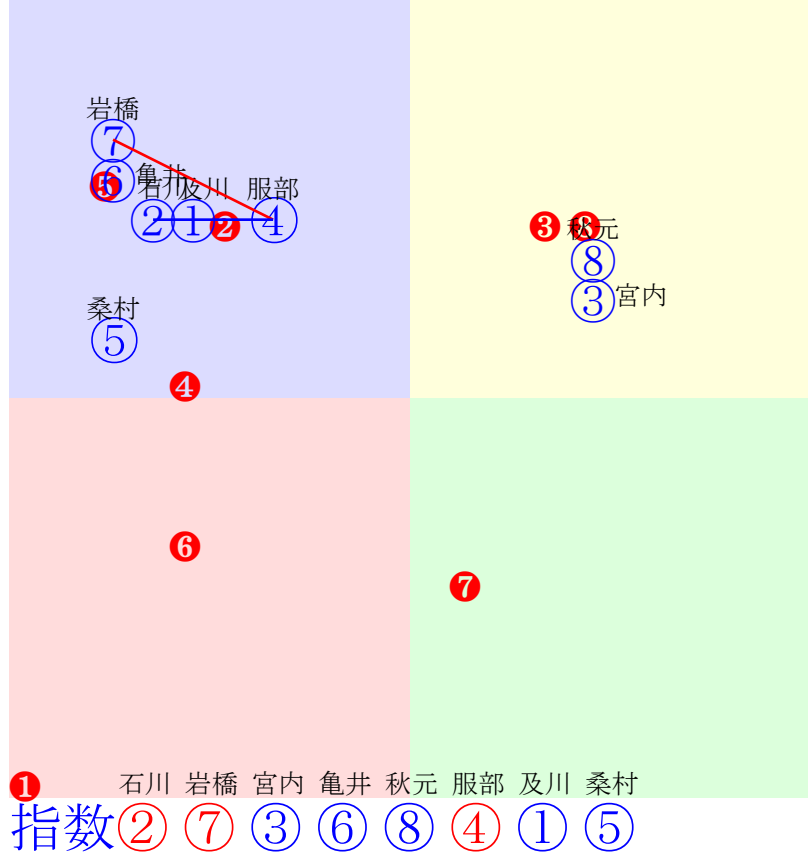 岩橋
⑦
亀井
⑥ ❺
石川 及川 服部
② ① ❷ ④
❸ ❽
秋元
⑧
③ 宮内
桑村
⑤
❹
❻
❼
❶
石川 岩橋 宮内 亀井 秋元 服部 及川 桑村
指数 ② ⑦ ③ ⑥ ⑧ ④ ① ⑤